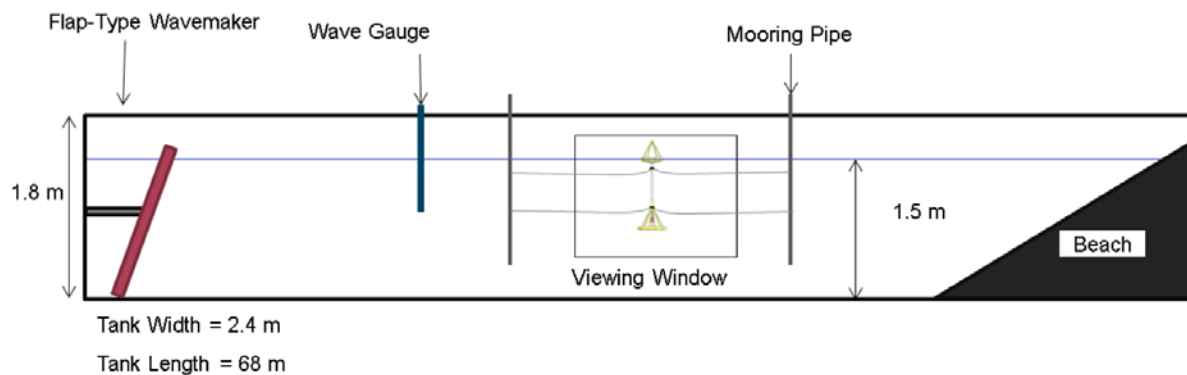 Flap-Type Wavemaker
Wave Gauge
Mooring Pipe
1.8 m
1.5 m
Beach
Viewing Window
Tank Width = 2.4 m
Tank Length = 68 m